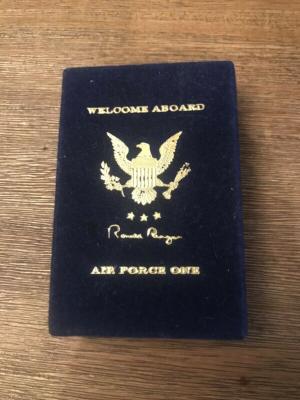 WELCOME ABOARD
Ronald Reagan
AIR FORCE ONE